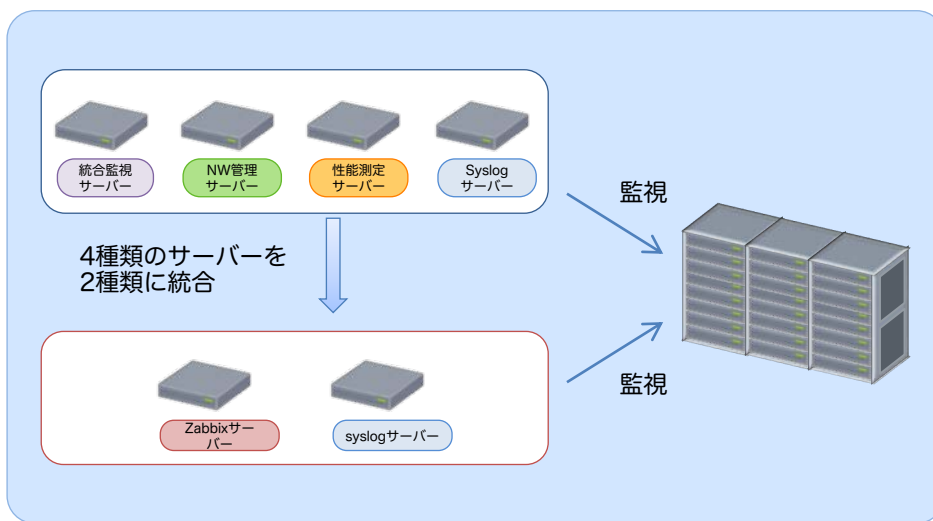 統合監視
サーバー
NW管理
サーバー
性能測定
サーバー
Syslog
サーバー
監視
4種類のサーバーを
2種類に統合
監視
Zabbixサー
バー
syslogサーバー